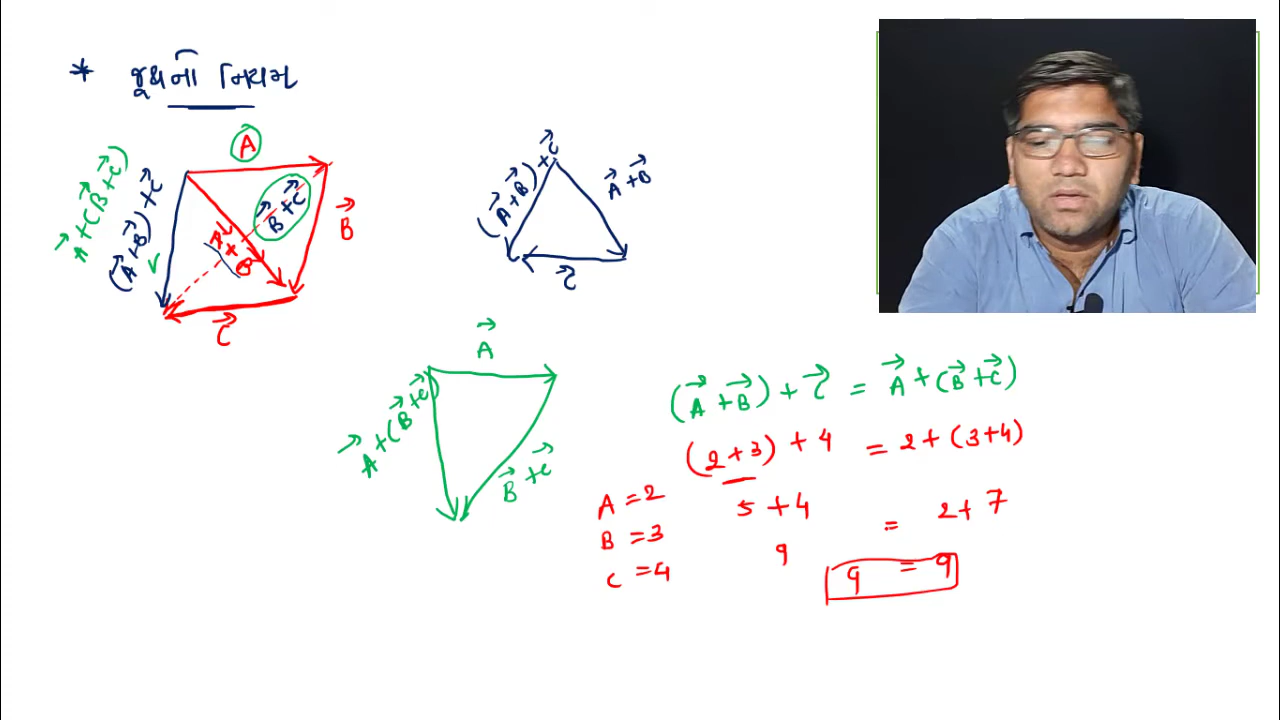 * જૂથનો નિયમ
A⃗
B⃗
C⃗
A⃗ + B⃗
B⃗ + C⃗
(A⃗ + B⃗) + C⃗
A⃗ + (B⃗ + C⃗)
(A⃗ + B⃗) + C⃗
A⃗ + B⃗
C⃗
A⃗
A⃗ + (B⃗ + C⃗)
B⃗ + C⃗
(A⃗ + B⃗) + C⃗ = A⃗ + (B⃗ + C⃗)
(2 + 3) + 4 = 2 + (3 + 4)
A = 2
B = 3
C = 4
5 + 4 = 2 + 7
9
9 = 9